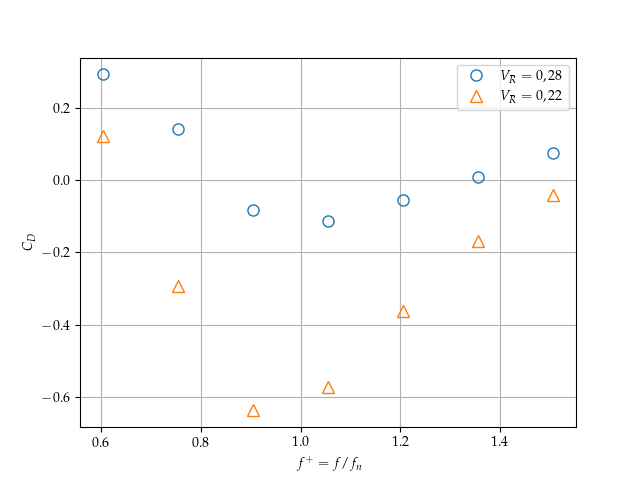 V_R̄ = 0,28
V_R̄ = 0,22
0.2
0.0
−0.2
−0.4
−0.6
C_D
0.6 0.8 1.0 1.2 1.4
f⁺ = f/f_n